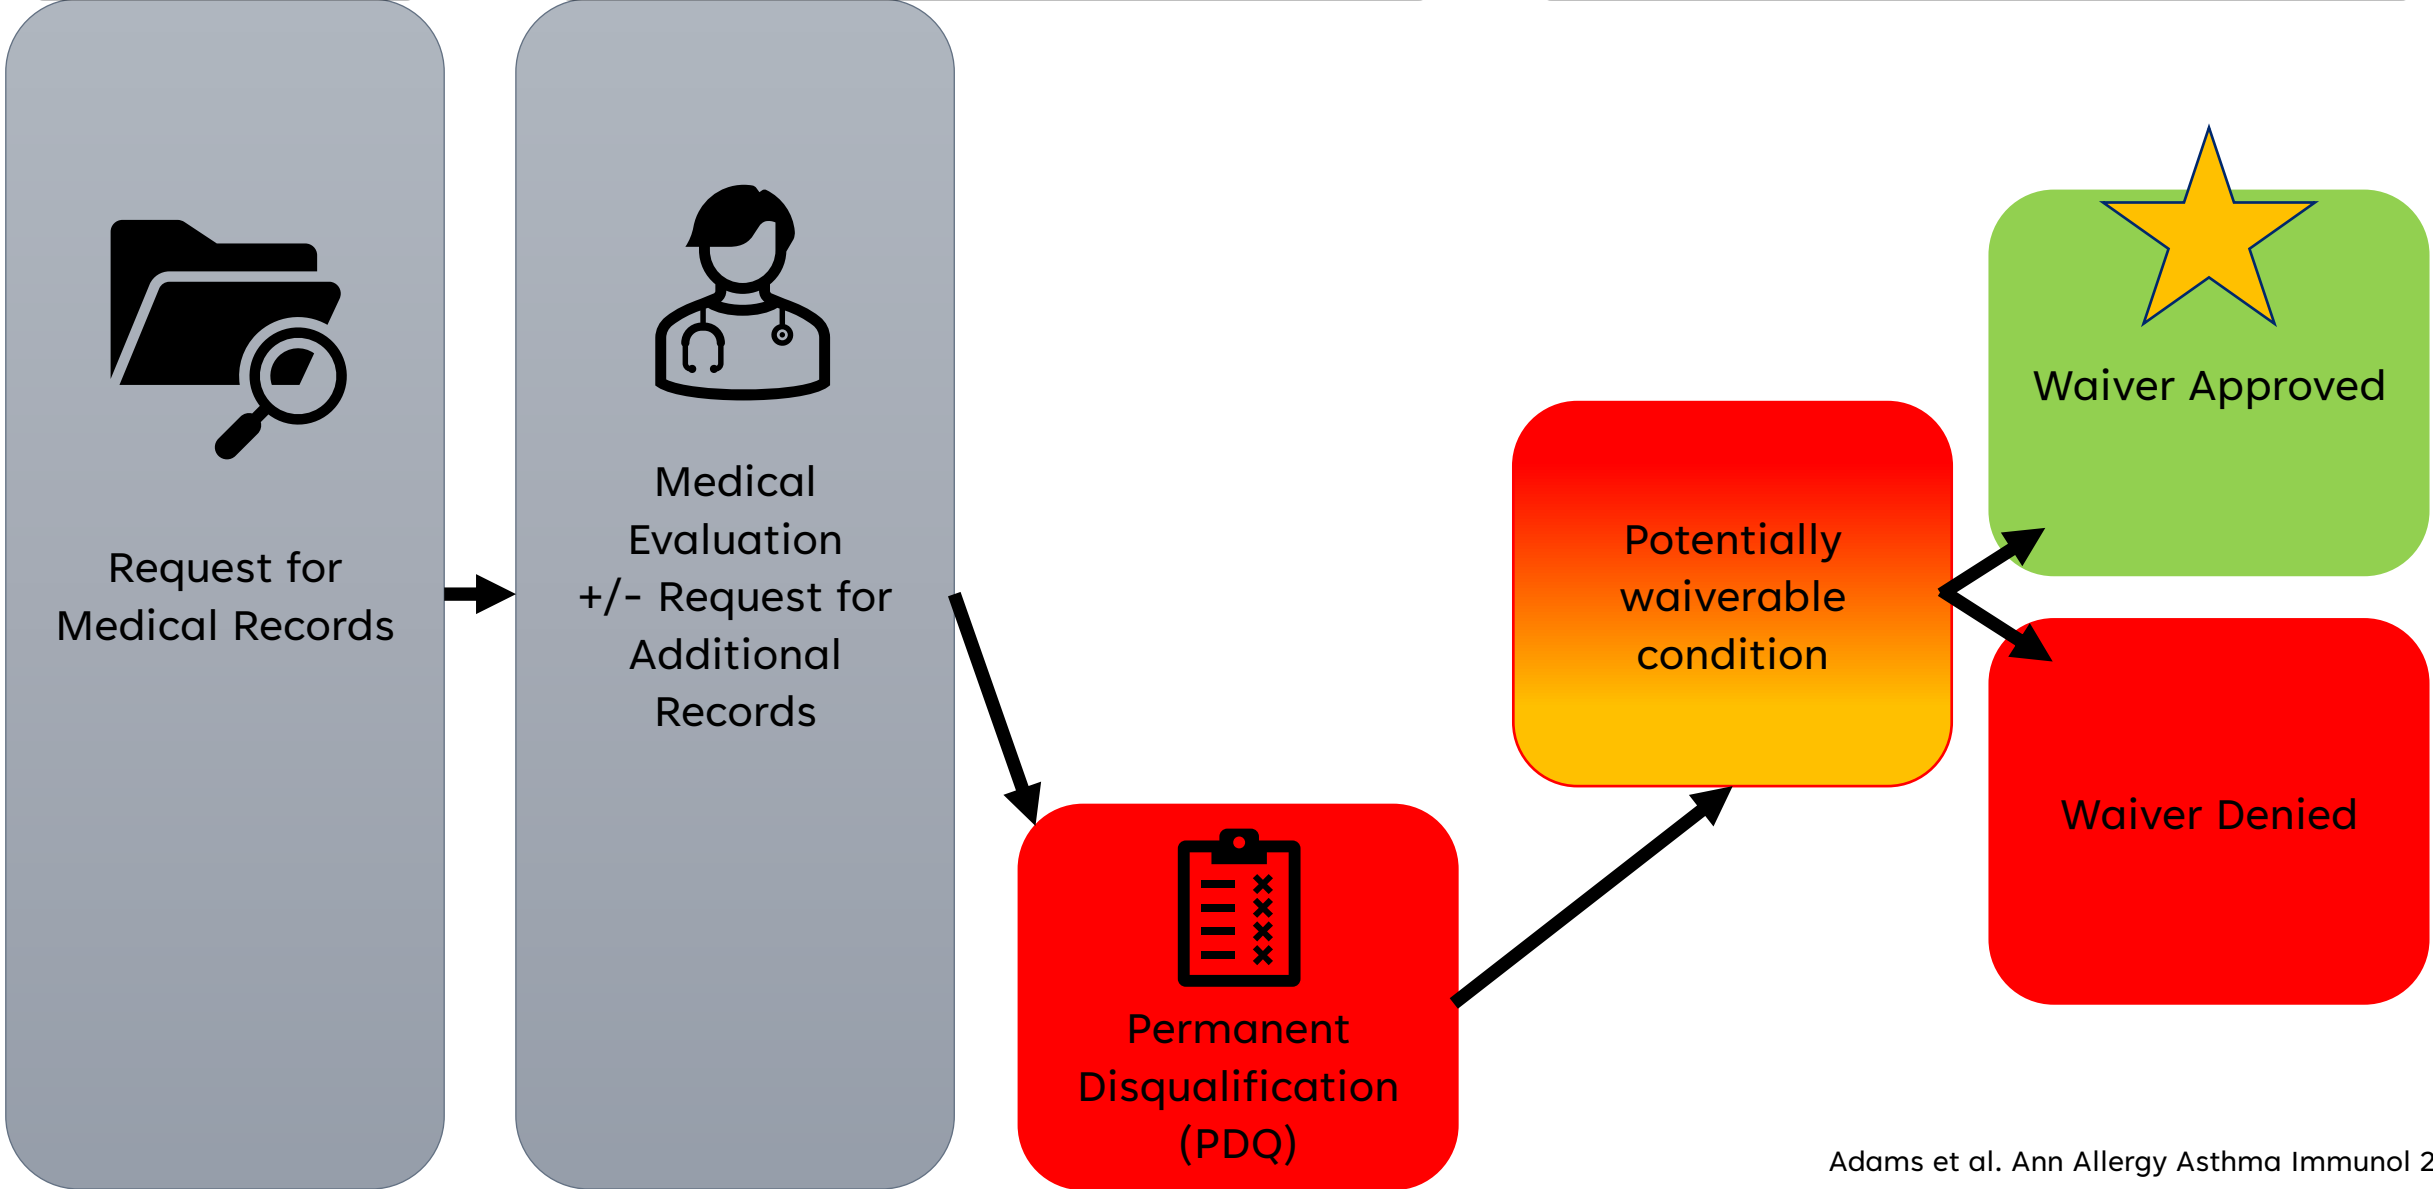 Request for
Medical Records
Medical
Evaluation
+/- Request for
Additional
Records
Permanent
Disqualification
(PDQ)
Potentially
waiverable
condition
Waiver Approved
Waiver Denied
Adams et al. Ann Allergy Asthma Immunol 2